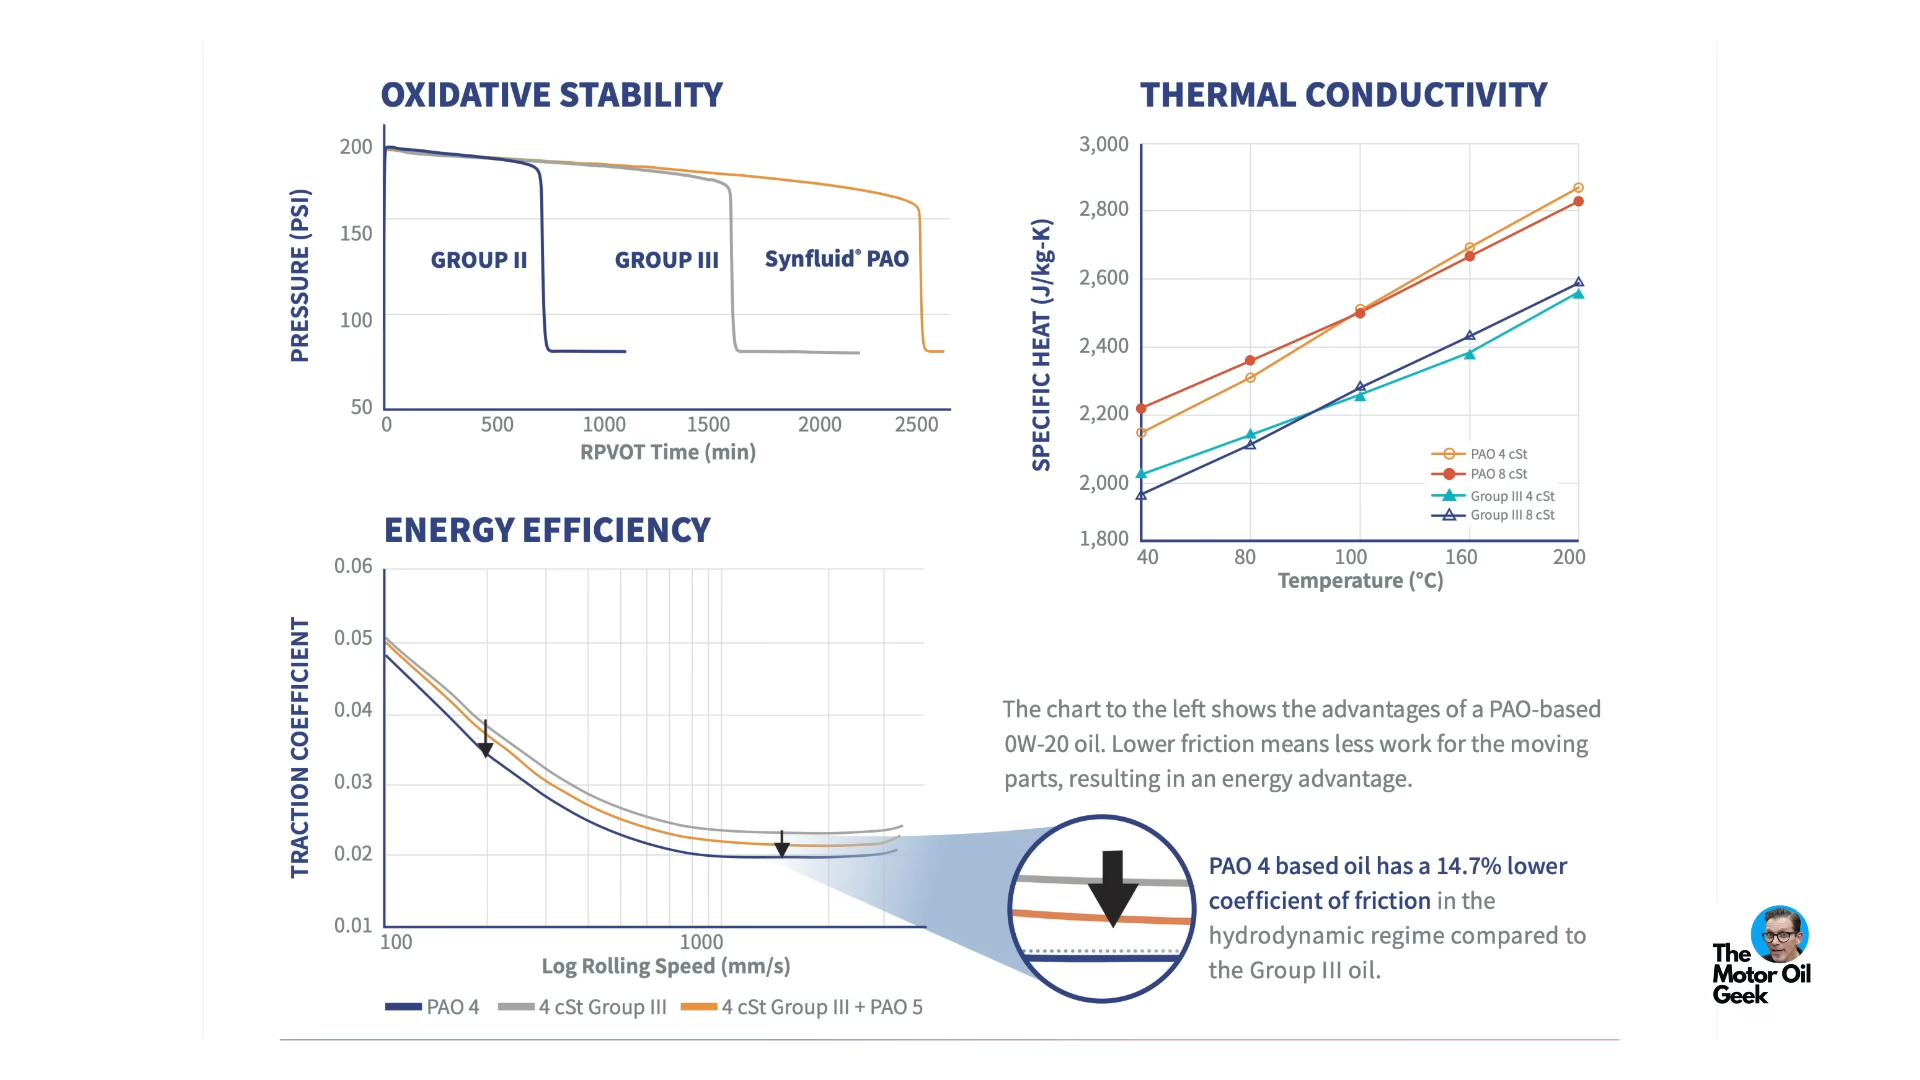 OXIDATIVE STABILITY
PRESSURE (PSI)
200
150
100
50
GROUP II
GROUP III
Synfluid® PAO
0 500 1000 1500 2000 2500
RPVOT Time (min)
THERMAL CONDUCTIVITY
SPECIFIC HEAT (J/kg-K)
3,000
2,800
2,600
2,400
2,200
2,000
1,800
PAO 4 cSt
PAO 8 cSt
Group III 4 cSt
Group III 8 cSt
40 80 100 160 200
Temperature (°C)
ENERGY EFFICIENCY
TRACTION COEFFICIENT
0.06
0.05
0.04
0.03
0.02
0.01
100 1000
Log Rolling Speed (mm/s)
PAO 4 4 cSt Group III 4 cSt Group III + PAO 5
The chart to the left shows the advantages of a PAO-based
0W-20 oil. Lower friction means less work for the moving
parts, resulting in an energy advantage.
PAO 4 based oil has a 14.7% lower
coefficient of friction in the
hydrodynamic regime compared to
the Group III oil.
The
Motor Oil
Geek